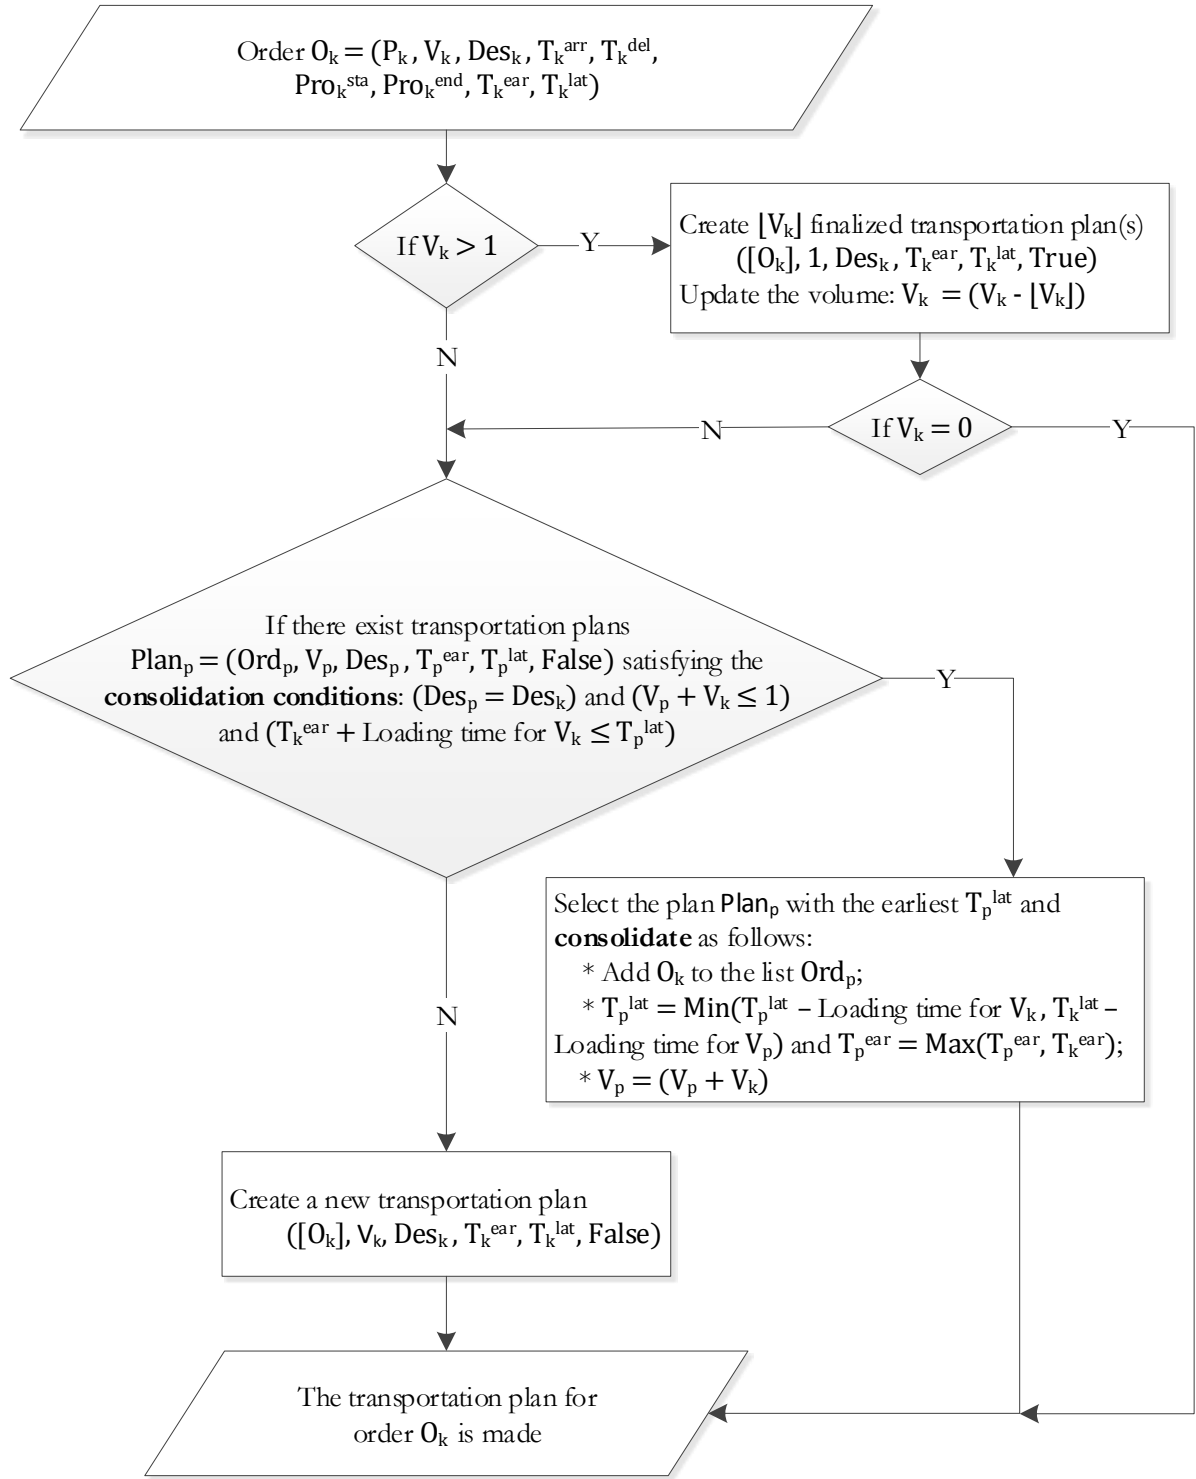 Order Oₖ = (Pₖ, Vₖ, Desₖ, Tₖᵃʳʳ, Tₖᵈᵉˡ,
Proₖˢᵗᵃ, Proₖᵉⁿᵈ, Tₖᵉᵃʳ, Tₖˡᵃᵗ)
If Vₖ > 1
Y
Create ⌊Vₖ⌋ finalized transportation plan(s)
([Oₖ], 1, Desₖ, Tₖᵉᵃʳ, Tₖˡᵃᵗ, True)
Update the volume: Vₖ = (Vₖ - ⌊Vₖ⌋)
N
If Vₖ = 0
N
Y
If there exist transportation plans
Planₚ = (Ordₚ, Vₚ, Desₚ, Tₚᵉᵃʳ, Tₚˡᵃᵗ, False) satisfying the
consolidation conditions: (Desₚ = Desₖ) and (Vₚ + Vₖ ≤ 1)
and (Tₖᵉᵃʳ + Loading time for Vₖ ≤ Tₚˡᵃᵗ)
Y
Select the plan Planₚ with the earliest Tₚˡᵃᵗ and
consolidate as follows:
* Add Oₖ to the list Ordₚ;
* Tₚˡᵃᵗ = Min(Tₚˡᵃᵗ – Loading time for Vₖ, Tₖˡᵃᵗ –
Loading time for Vₚ) and Tₚᵉᵃʳ = Max(Tₚᵉᵃʳ, Tₖᵉᵃʳ);
* Vₚ = (Vₚ + Vₖ)
N
Create a new transportation plan
([Oₖ], Vₖ, Desₖ, Tₖᵉᵃʳ, Tₖˡᵃᵗ, False)
The transportation plan for
order Oₖ is made